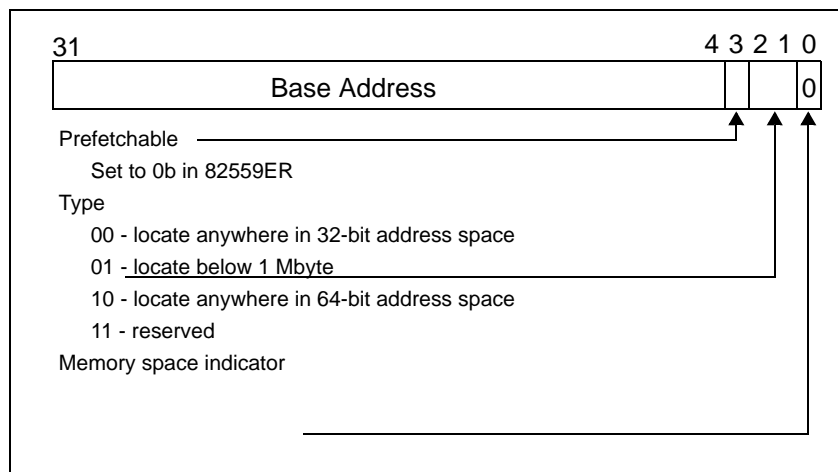 31 4 3 2 1 0
Base Address 0
Prefetchable
Set to 0b in 82559ER
Type
00 - locate anywhere in 32-bit address space
01 - locate below 1 Mbyte
10 - locate anywhere in 64-bit address space
11 - reserved
Memory space indicator